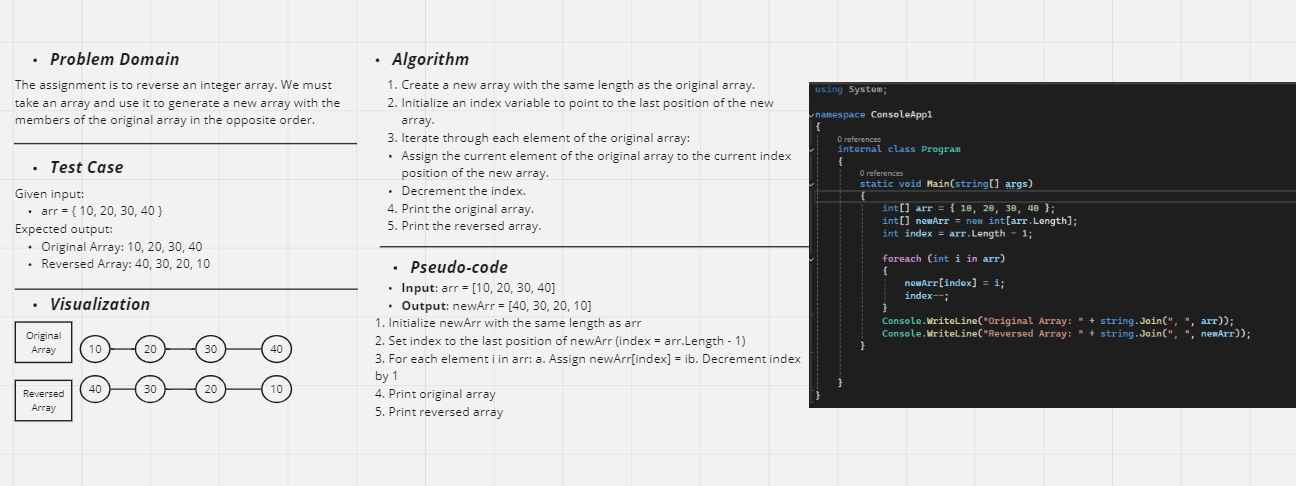 • Problem Domain
The assignment is to reverse an integer array. We must
take an array and use it to generate a new array with the
members of the original array in the opposite order.
• Test Case
Given input:
• arr = { 10, 20, 30, 40 }
Expected output:
• Original Array: 10, 20, 30, 40
• Reversed Array: 40, 30, 20, 10
• Visualization
Original
Array
10 20 30 40
Reversed
Array
40 30 20 10
• Algorithm
1. Create a new array with the same length as the original array.
2. Initialize an index variable to point to the last position of the new
array.
3. Iterate through each element of the original array:
• Assign the current element of the original array to the current index
position of the new array.
• Decrement the index.
4. Print the original array.
5. Print the reversed array.
• Pseudo-code
• Input: arr = [10, 20, 30, 40]
• Output: newArr = [40, 30, 20, 10]
1. Initialize newArr with the same length as arr
2. Set index to the last position of newArr (index = arr.Length - 1)
3. For each element i in arr: a. Assign newArr[index] = ib. Decrement index
by 1
4. Print original array
5. Print reversed array
using System;
namespace ConsoleApp1
{
0 references
internal class Program
{
0 references
static void Main(string[] args)
{
int[] arr = { 10, 20, 30, 40 };
int[] newArr = new int[arr.Length];
int index = arr.Length - 1;
foreach (int i in arr)
{
newArr[index] = i;
index--;
}
Console.WriteLine("Original Array: " + string.Join(", ", arr));
Console.WriteLine("Reversed Array: " + string.Join(", ", newArr));
}
}
}